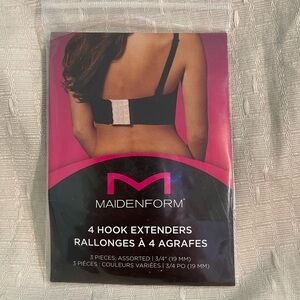 MAIDENFORM®
4 HOOK EXTENDERS
RALLONGES À 4 AGRAFES
3 PIECES: ASSORTED | 3/4" (19 MM)
3 PIÈCES : COULEURS VARIÉES | 3/4 PO (19 MM)